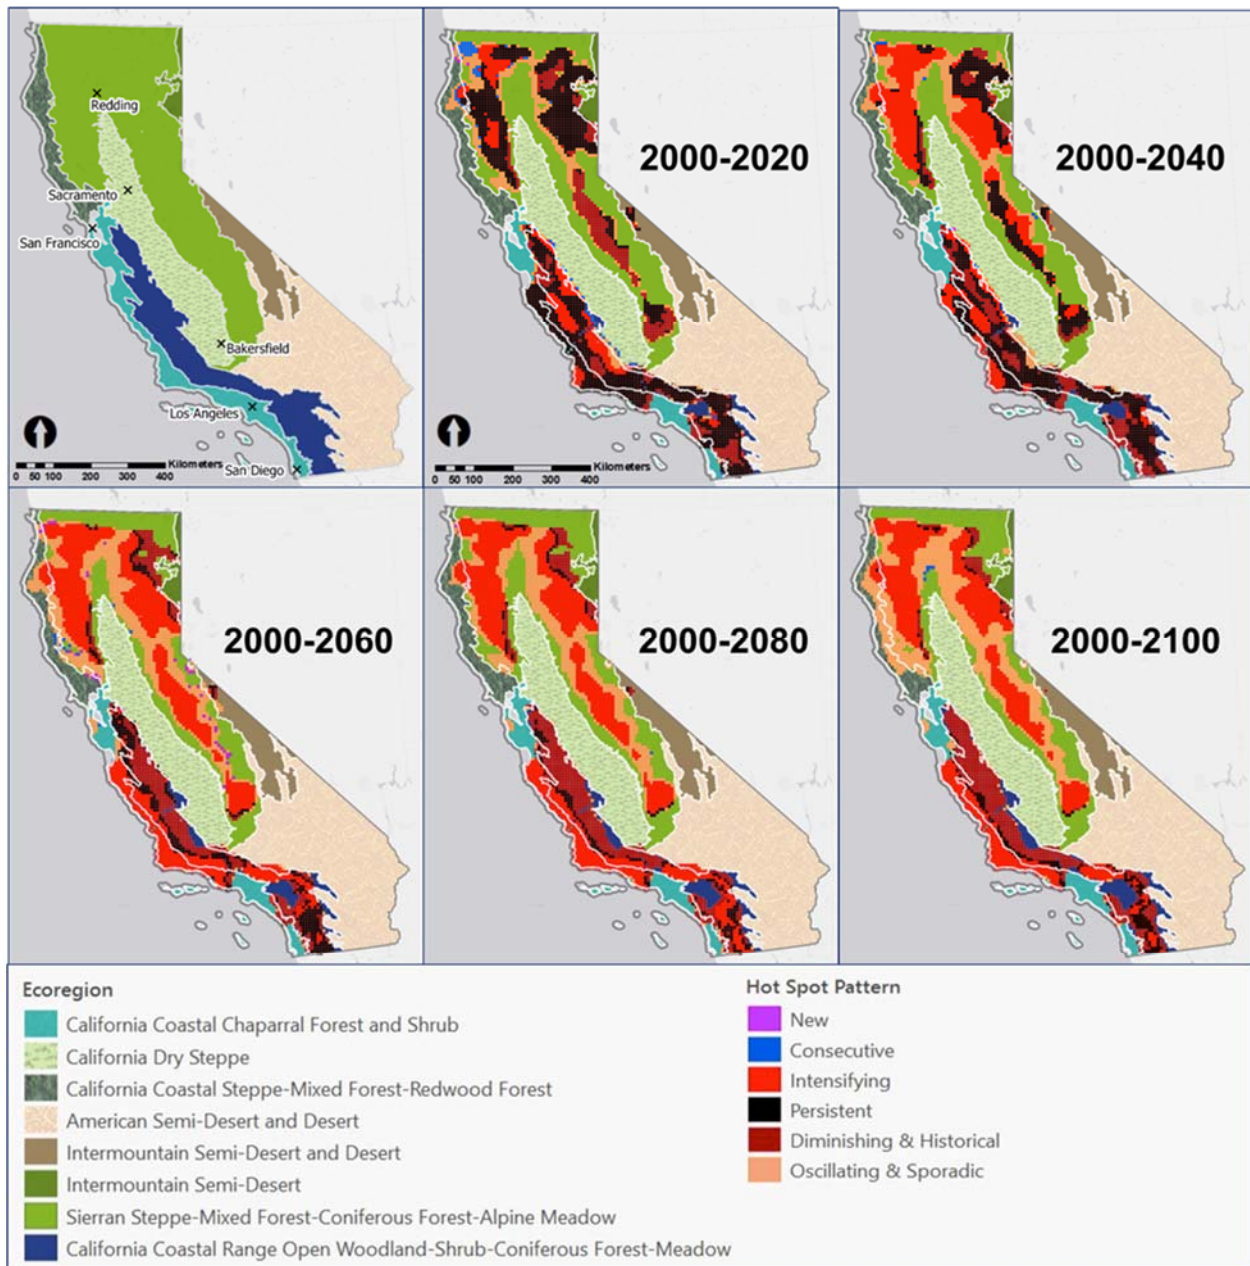 Redding
Sacramento
San Francisco
Bakersfield
Los Angeles
San Diego
Kilometers
0 50 100 200 300 400
2000-2020
Kilometers
0 50 100 200 300 400
2000-2040
2000-2060
2000-2080
2000-2100
Ecoregion
California Coastal Chaparral Forest and Shrub
California Dry Steppe
California Coastal Steppe-Mixed Forest-Redwood Forest
American Semi-Desert and Desert
Intermountain Semi-Desert and Desert
Intermountain Semi-Desert
Sierran Steppe-Mixed Forest-Coniferous Forest-Alpine Meadow
California Coastal Range Open Woodland-Shrub-Coniferous Forest-Meadow
Hot Spot Pattern
New
Consecutive
Intensifying
Persistent
Diminishing & Historical
Oscillating & Sporadic